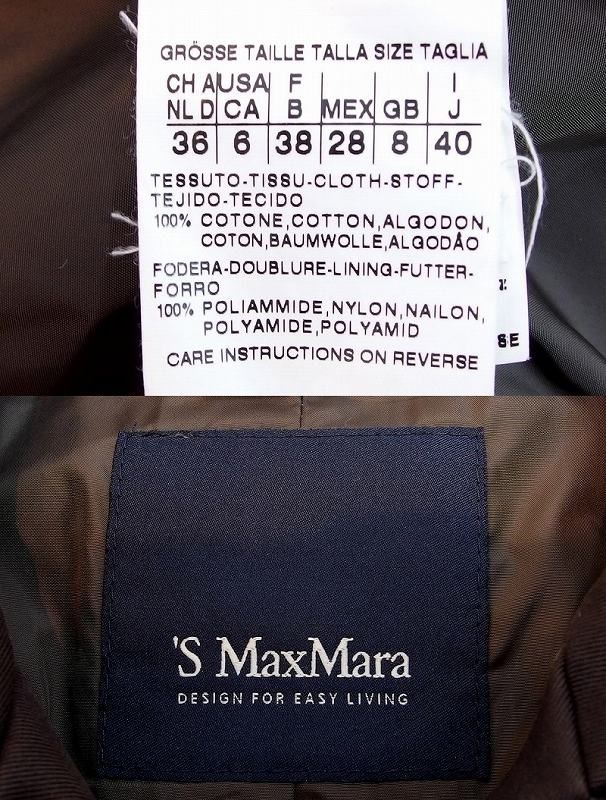 GRÖSSE TAILLE TALLA SIZE TAGLIA
CH A USA F I
NL D CA B MEX GB J
36 6 38 28 8 40
TESSUTO-TISSU-CLOTH-STOFF-
TEJIDO-TECIDO
100% COTONE,COTTON,ALGODON,
COTON,BAUMWOLLE,ALGODÃO
FODERA-DOUBLURE-LINING-FUTTER-
FORRO
100% POLIAMMIDE,NYLON,NAILON,
POLYAMIDE,POLYAMID
CARE INSTRUCTIONS ON REVERSE
SE
'S MaxMara
DESIGN FOR EASY LIVING